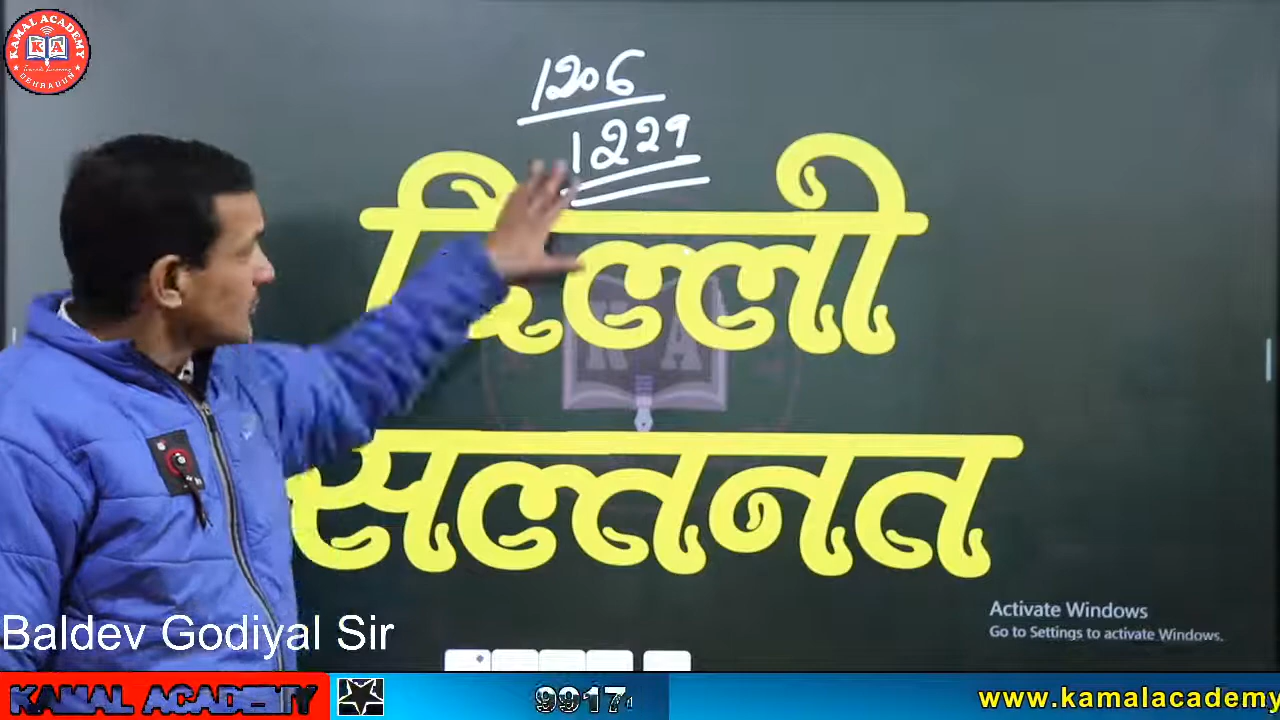 KAMAL ACADEMY
K A
DEHRADUN
1206
1229
दिल्ली
K A
सल्तनत
Activate Windows
Go to Settings to activate Windows.
Baldev Godiyal Sir
KAMAL ACADEMY
9917
www.kamalacademy